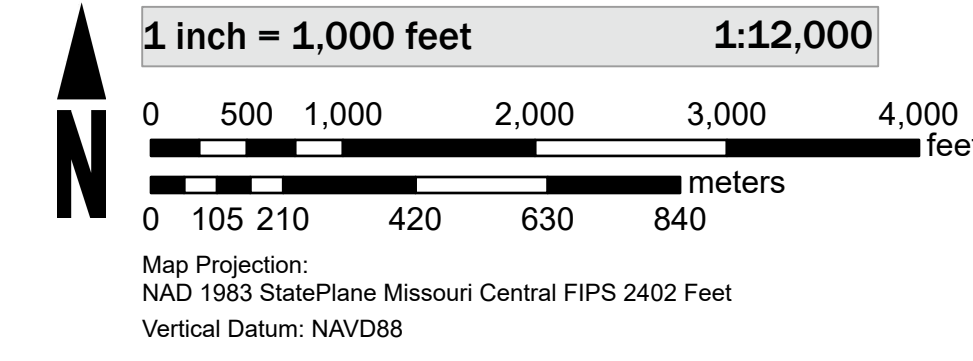 1 inch = 1,000 feet 1:12,000
0 500 1,000 2,000 3,000 4,000
feet
meters
0 105 210 420 630 840
N
Map Projection:
NAD 1983 StatePlane Missouri Central FIPS 2402 Feet
Vertical Datum: NAVD88